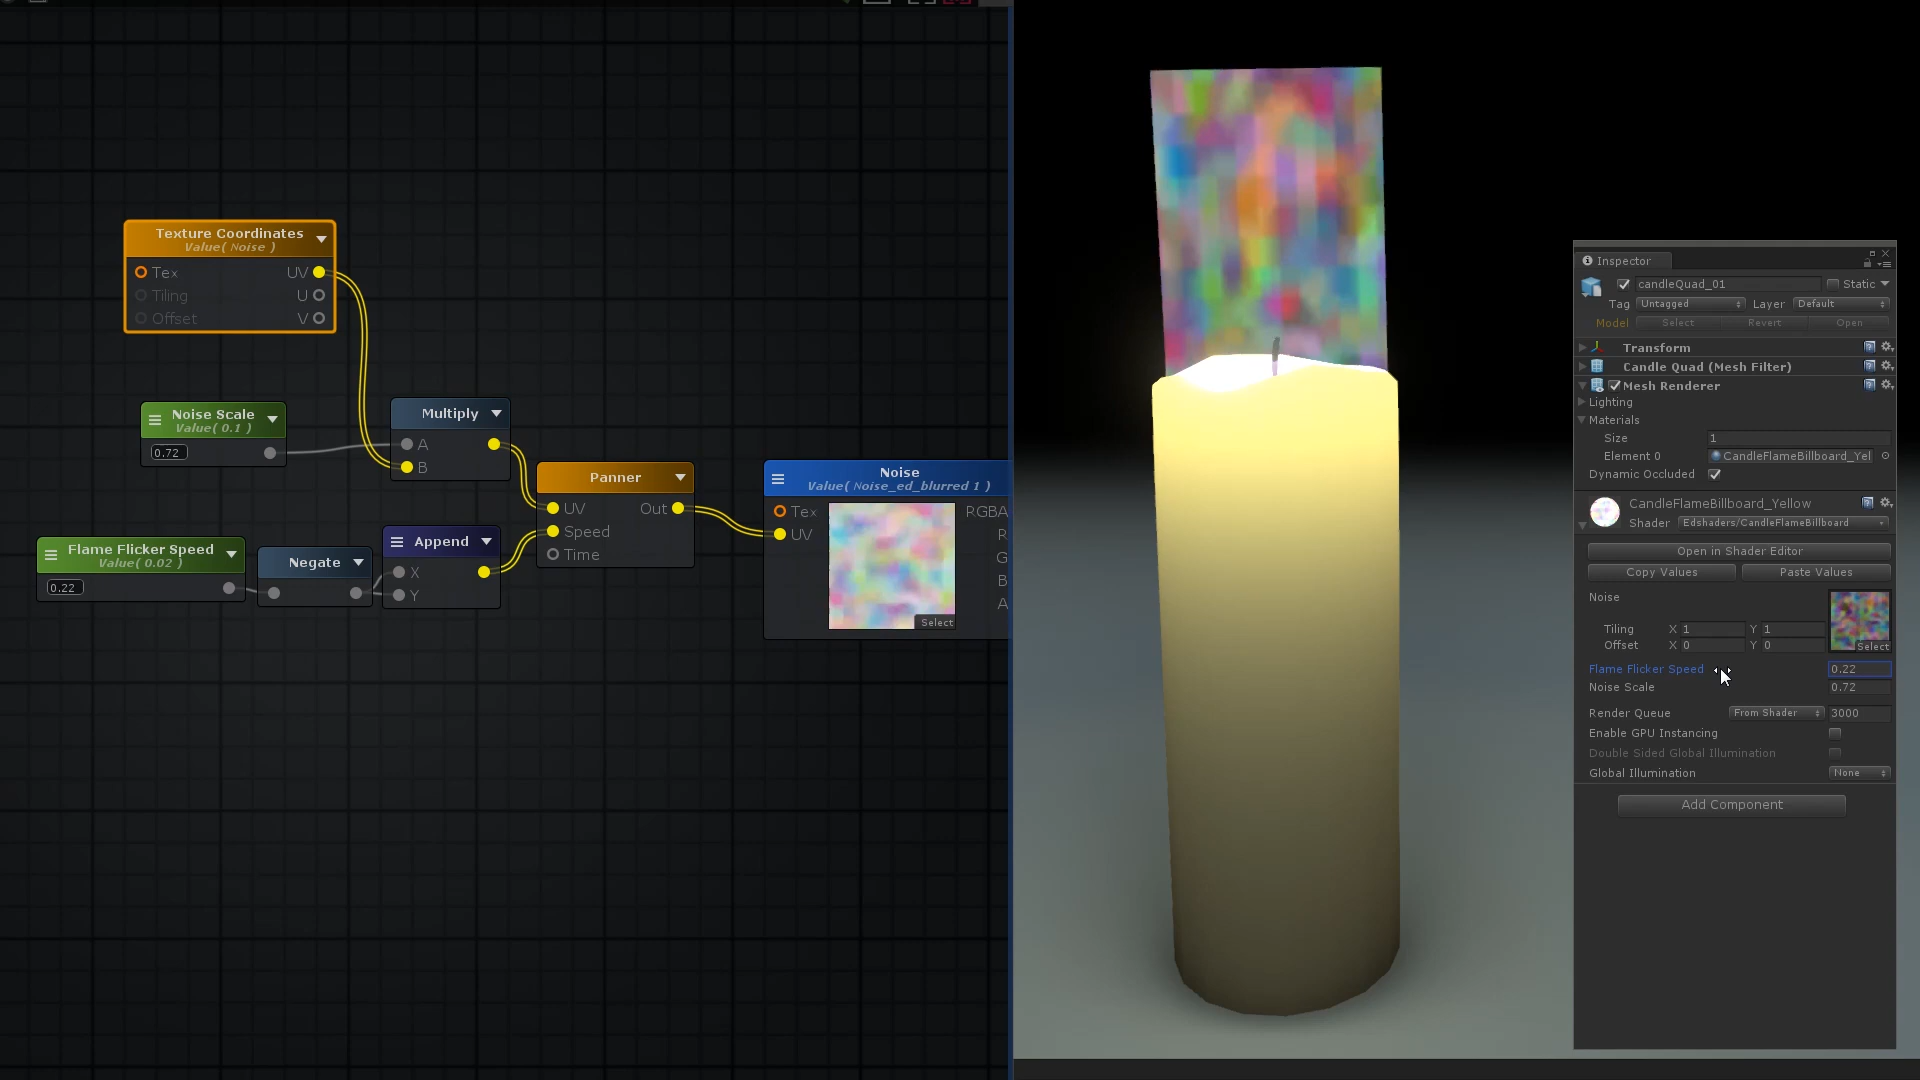 Texture Coordinates
Value( Noise )
Tex
UV
Tiling
U
Offset
V
Noise Scale
Value( 0.1 )
0.72
Multiply
A
B
Flame Flicker Speed
Value( 0.02 )
0.22
Negate
Append
X
Y
Panner
UV
Out
Speed
Time
Noise
Value( Noise_ed_blurred 1 )
Tex
RGBA
UV
R
G
B
A
Select
Inspector
candleQuad_01
Static
Tag Untagged Layer Default
Model Select Revert Open
Transform
Candle Quad (Mesh Filter)
Mesh Renderer
Lighting
Materials
Size 1
Element 0 CandleFlameBillboard_Yel
Dynamic Occluded
CandleFlameBillboard_Yellow
Shader Edshaders/CandleFlameBillboard
Open in Shader Editor
Copy Values Paste Values
Noise
Tiling X 1 Y 1
Offset X 0 Y 0
Select
Flame Flicker Speed 0.22
Noise Scale 0.72
Render Queue From Shader 3000
Enable GPU Instancing
Double Sided Global Illumination
Global Illumination None
Add Component